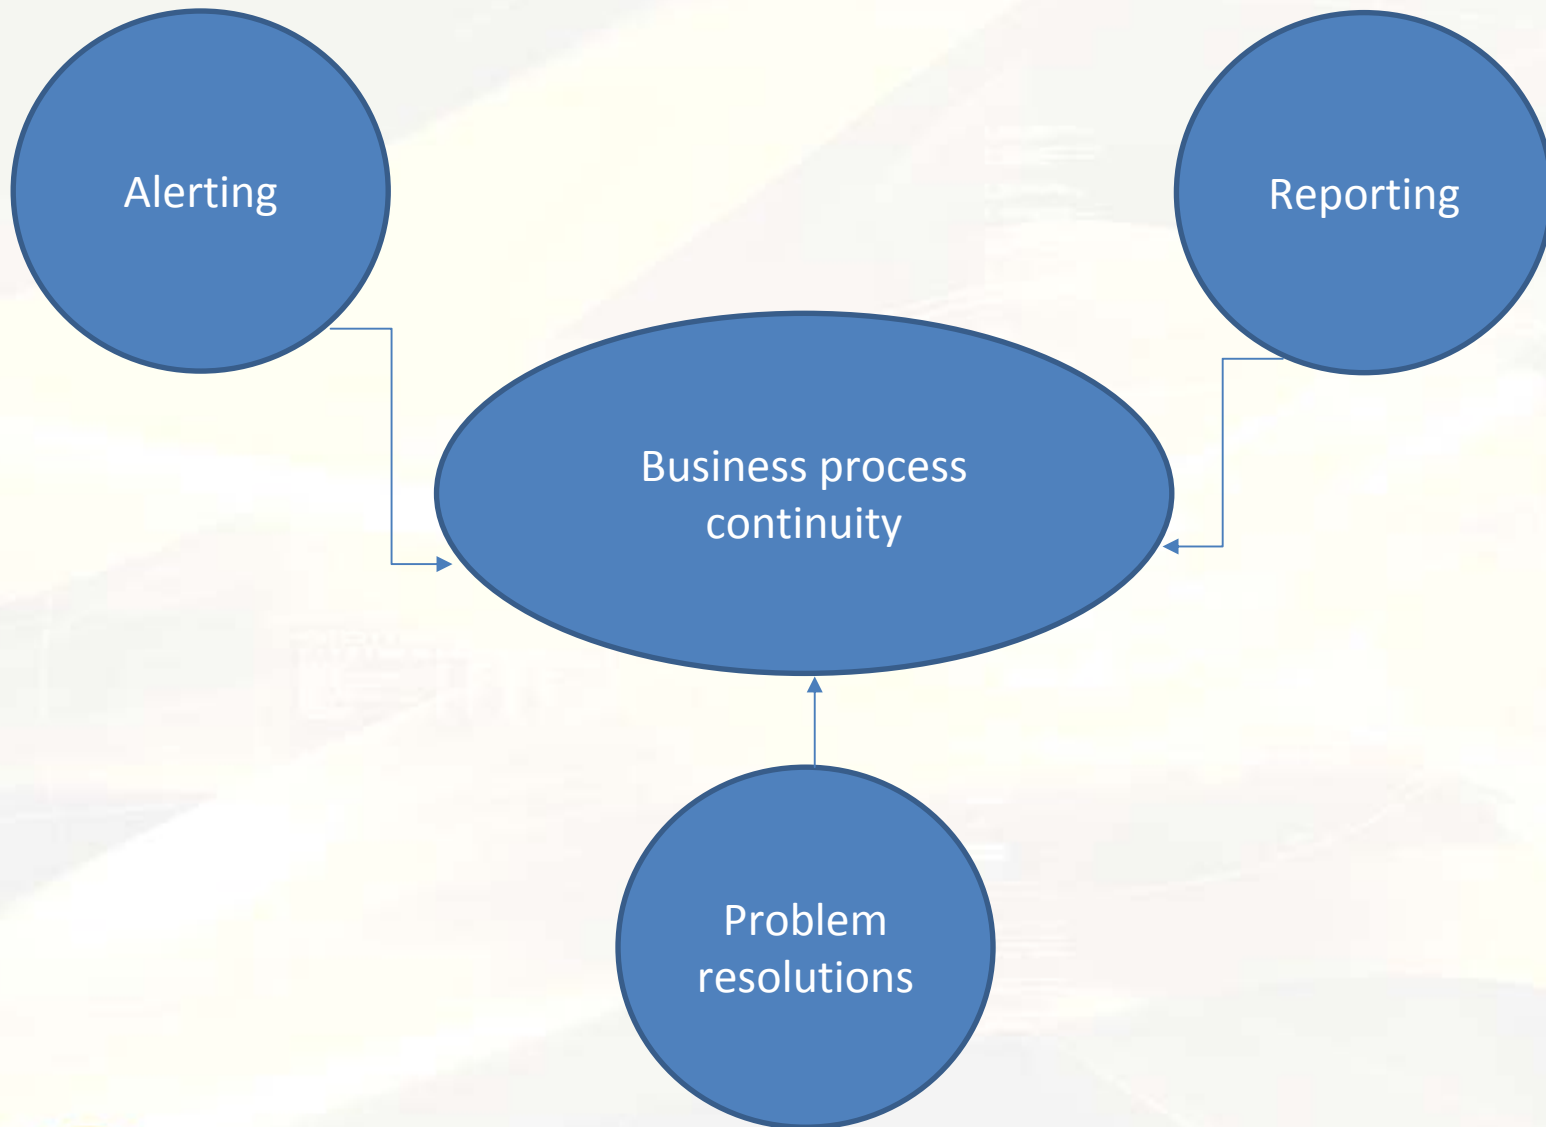 Alerting
Reporting
Business process
continuity
Problem
resolutions